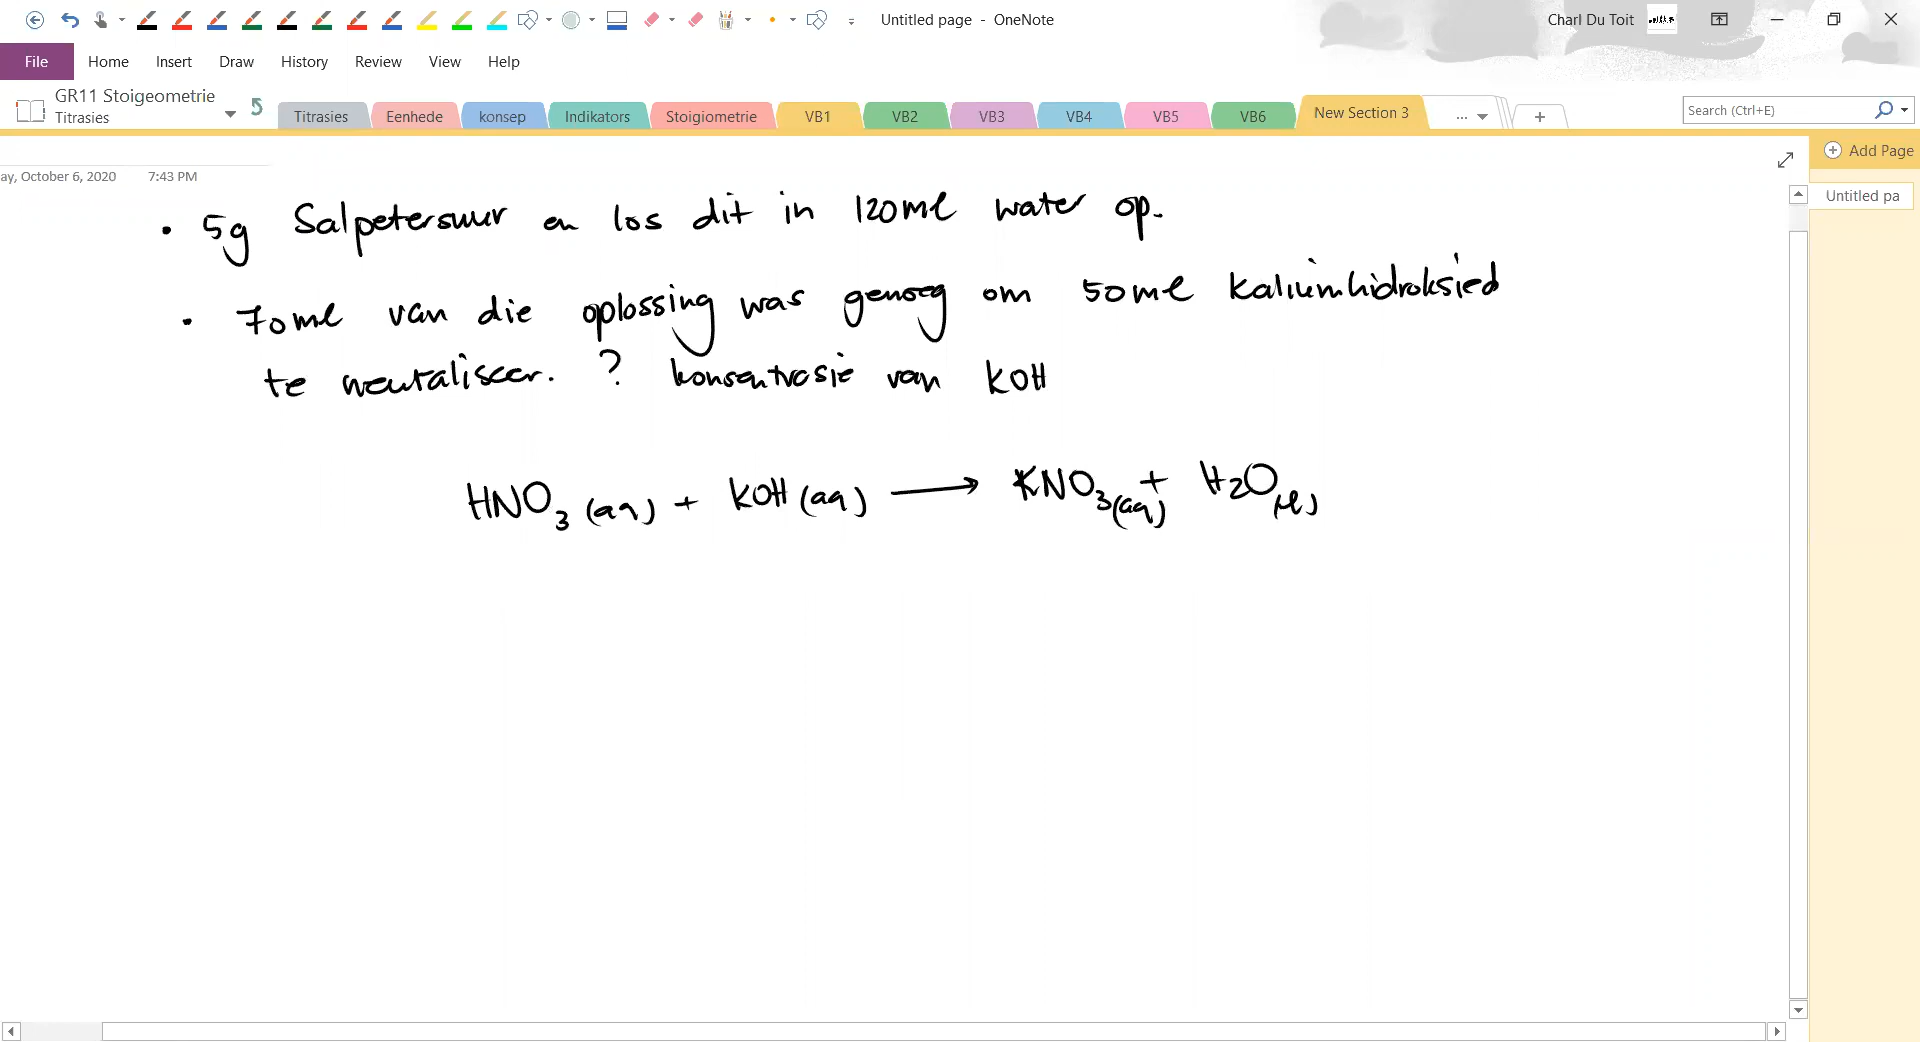 Untitled page - OneNote
Charl Du Toit
File Home Insert Draw History Review View Help
GR11 Stoigeometrie
Titrasies
Titrasies Eenhede konsep Indikators Stoigiometrie VB1 VB2 VB3 VB4 VB5 VB6 New Section 3 ... +
Search (Ctrl+E)
Add Page
Untitled pa
ay, October 6, 2020 7:43 PM
• 5g Salpetersuur en los dit in 120ml water op.
• 70ml van die oplossing was genoeg om 50ml kaliumhidroksied
te neutaliseer. ? konsentrasie van KOH
HNO₃(aq) + KOH(aq) ⟶ KNO₃(aq) + H₂O(l)